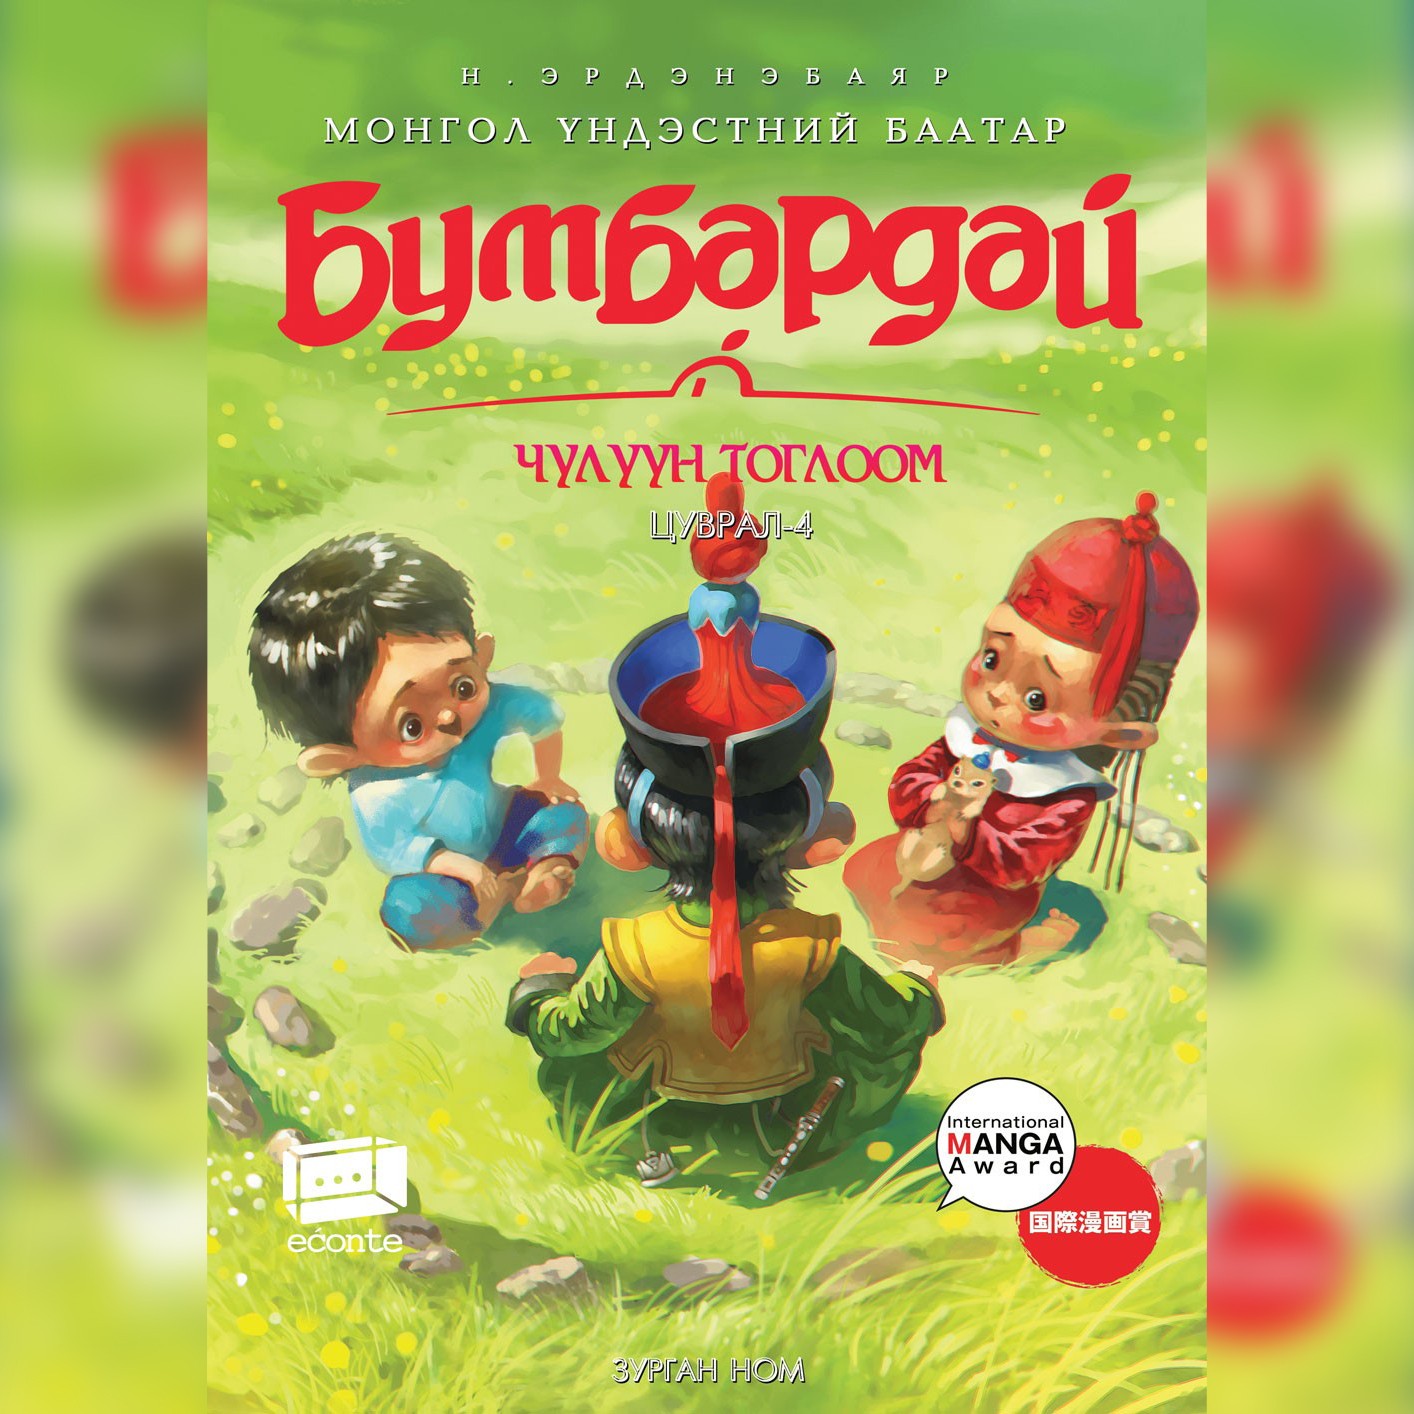 Н. ЭРДЭНЭБАЯР
МОНГОЛ ҮНДЭСТНИЙ БААТАР
Бумбардай
ЧУЛУУН ТОГЛООМ
ЦУВРАЛ-4
International
MANGA
Award
国際漫画賞
ećonte
ЗУРГАН НОМ